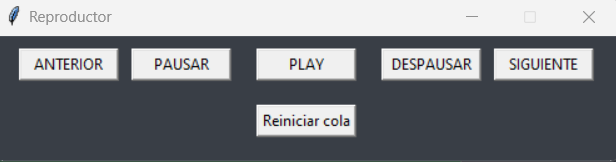 Reproductor
ANTERIOR PAUSAR PLAY DESPAUSAR SIGUIENTE
Reiniciar cola